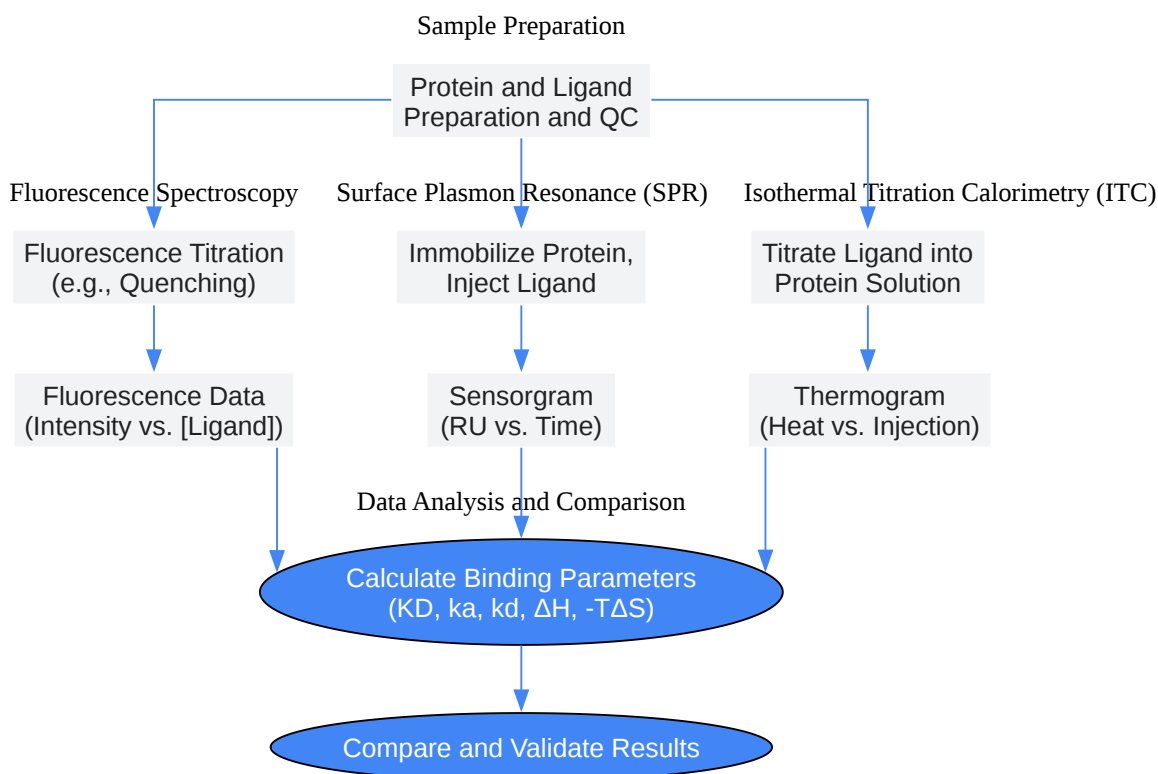 Sample Preparation
Protein and Ligand
Preparation and QC
Fluorescence Spectroscopy
Surface Plasmon Resonance (SPR)
Isothermal Titration Calorimetry (ITC)
Fluorescence Titration
(e.g., Quenching)
Immobilize Protein,
Inject Ligand
Titrate Ligand into
Protein Solution
Fluorescence Data
(Intensity vs. [Ligand])
Sensorgram
(RU vs. Time)
Thermogram
(Heat vs. Injection)
Data Analysis and Comparison
Calculate Binding Parameters
(KD, ka, kd, ΔH, -TΔS)
Compare and Validate Results